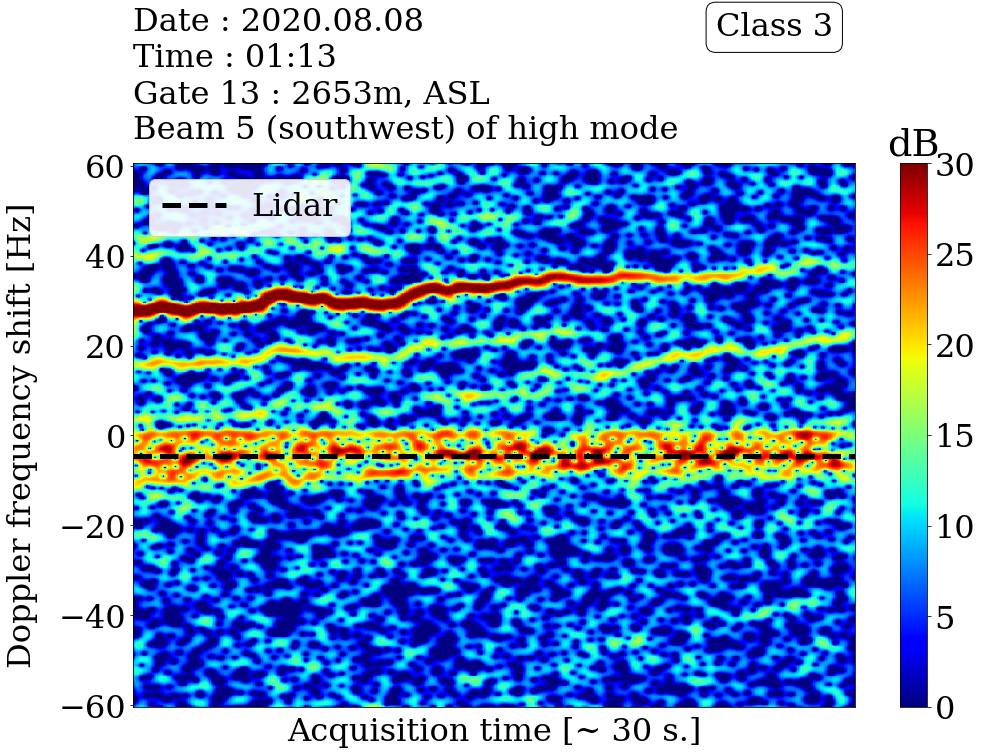 Date : 2020.08.08
Time : 01:13
Gate 13 : 2653m, ASL
Beam 5 (southwest) of high mode
Class 3
dB
Doppler frequency shift [Hz]
60
40
20
0
−20
−40
−60
Lidar
30
25
20
15
10
5
0
Acquisition time [~ 30 s.]